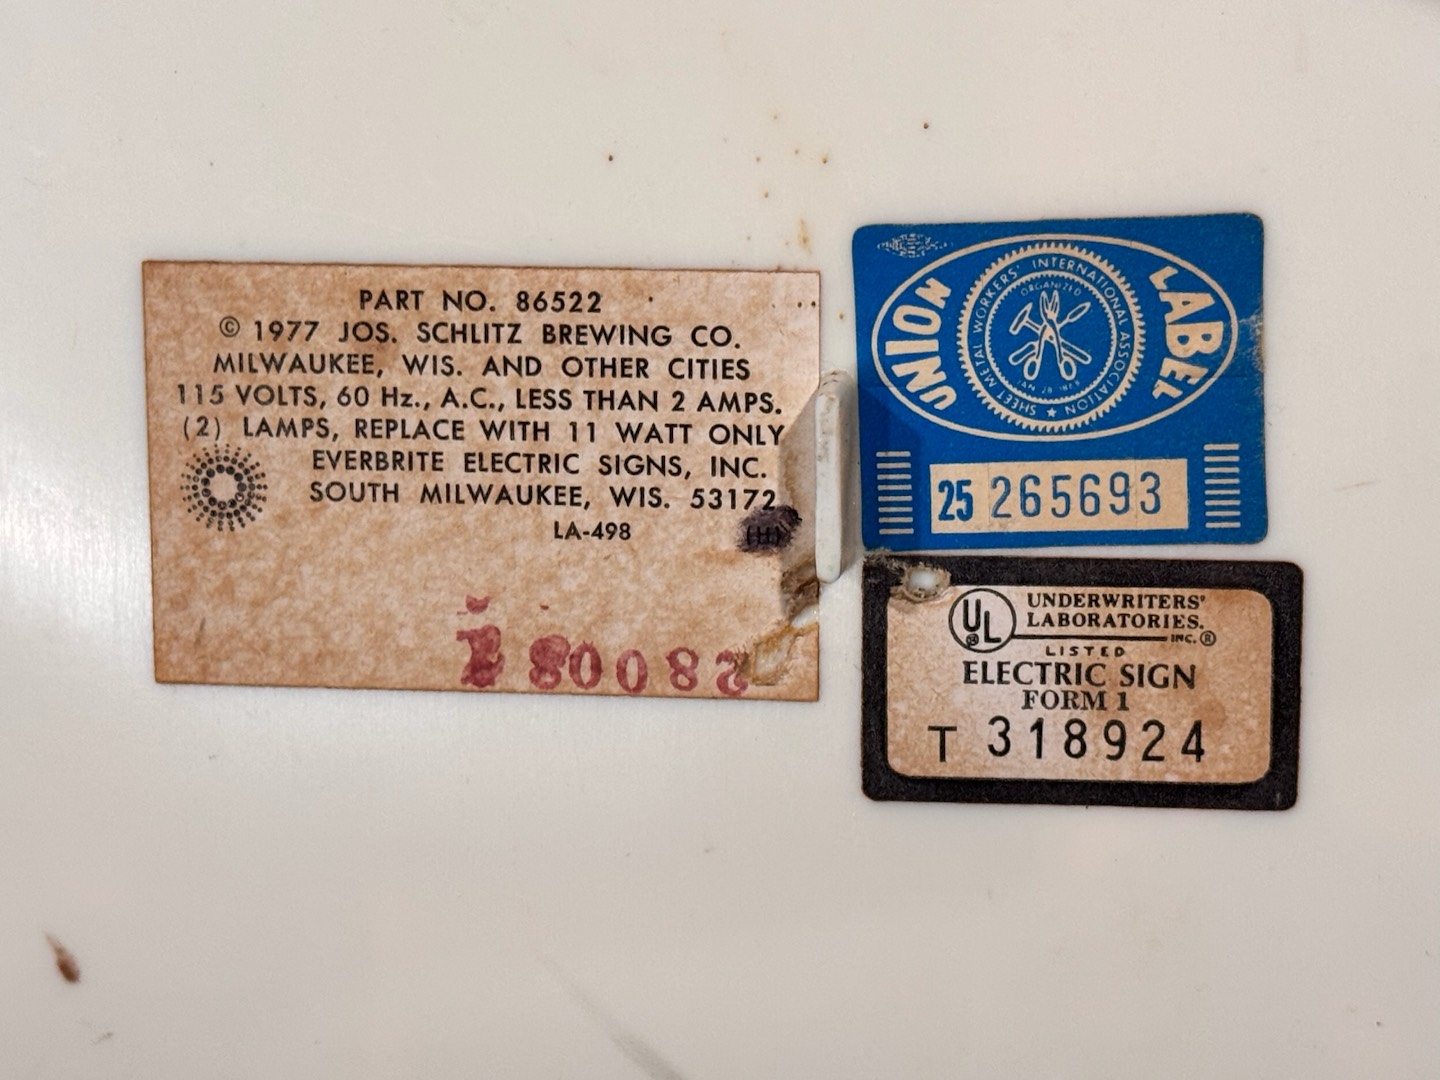 PART NO. 86522
© 1977 JOS. SCHLITZ BREWING CO.
MILWAUKEE, WIS. AND OTHER CITIES
115 VOLTS, 60 Hz., A.C., LESS THAN 2 AMPS.
(2) LAMPS, REPLACE WITH 11 WATT ONLY
EVERBRITE ELECTRIC SIGNS, INC.
SOUTH MILWAUKEE, WIS. 53172
LA-498
(H)
UNION LABEL
SHEET METAL WORKERS' INTERNATIONAL ASSOCIATION ★
ORGANIZED
JAN 28 1888
25 265693
UL
UNDERWRITERS'
LABORATORIES.
INC.®
LISTED
ELECTRIC SIGN
FORM 1
T 318924